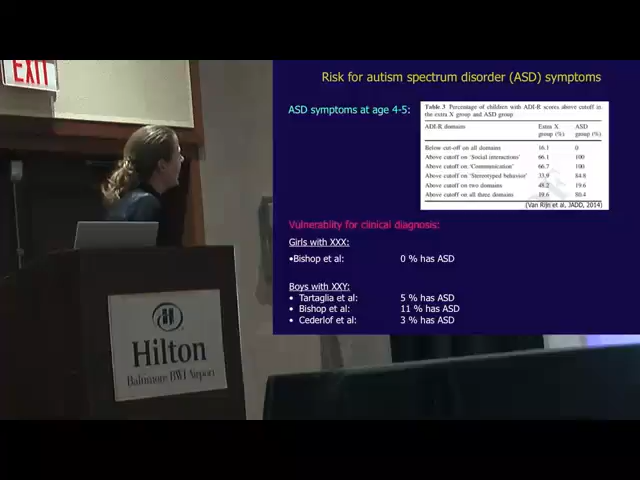 EXIT
Risk for autism spectrum disorder (ASD) symptoms
ASD symptoms at age 4-5:
Table 3 Percentage of children with ADI-R scores above cutoff in
the extra X group and ASD group
ADI-R domains Extra X group (%) ASD group (%)
Below cut-off on all domains 16.1 0
Above cutoff on 'Social interactions' 66.1 100
Above cutoff on 'Communication' 66.7 100
Above cutoff on 'Stereotyped behavior' 33.9 84.8
Above cutoff on two domains 48.2 19.6
Above cutoff on all three domains 19.6 80.4
(Van Rijn et al, JADD, 2014)
Vulnerability for clinical diagnosis:
Girls with XXX:
•Bishop et al: 0 % has ASD
Boys with XXY:
• Tartaglia et al: 5 % has ASD
• Bishop et al: 11 % has ASD
• Cederlof et al: 3 % has ASD
H
Hilton
Baltimore BWI Airport